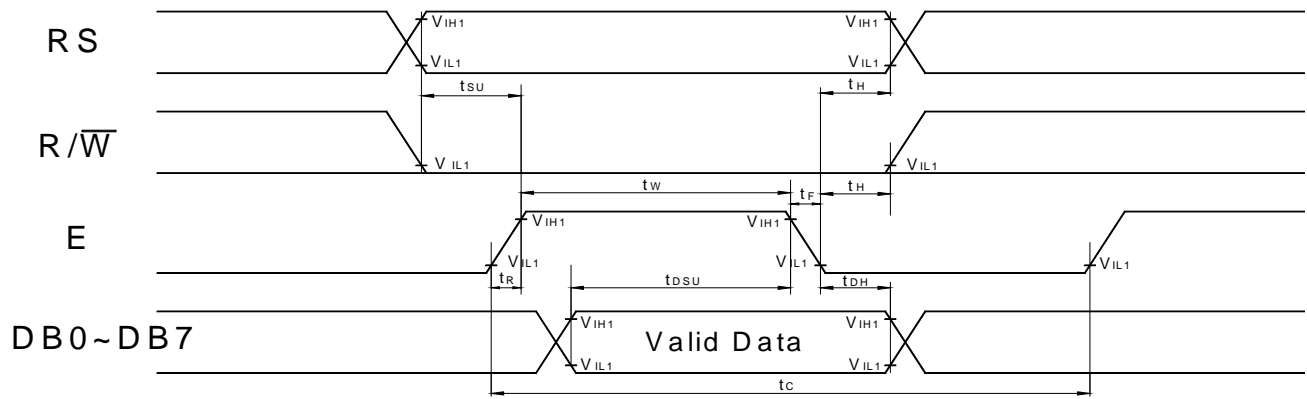 RS
VIH1 VIH1
VIL1 VIL1
tSU tH
R/W̅
VIL1 VIL1
tW tF tH
E
VIH1 VIH1
VIL1 VIL1 VIL1
tR tDSU tDH
DB0~DB7
VIH1 VIH1
Valid Data
VIL1 VIL1
tC